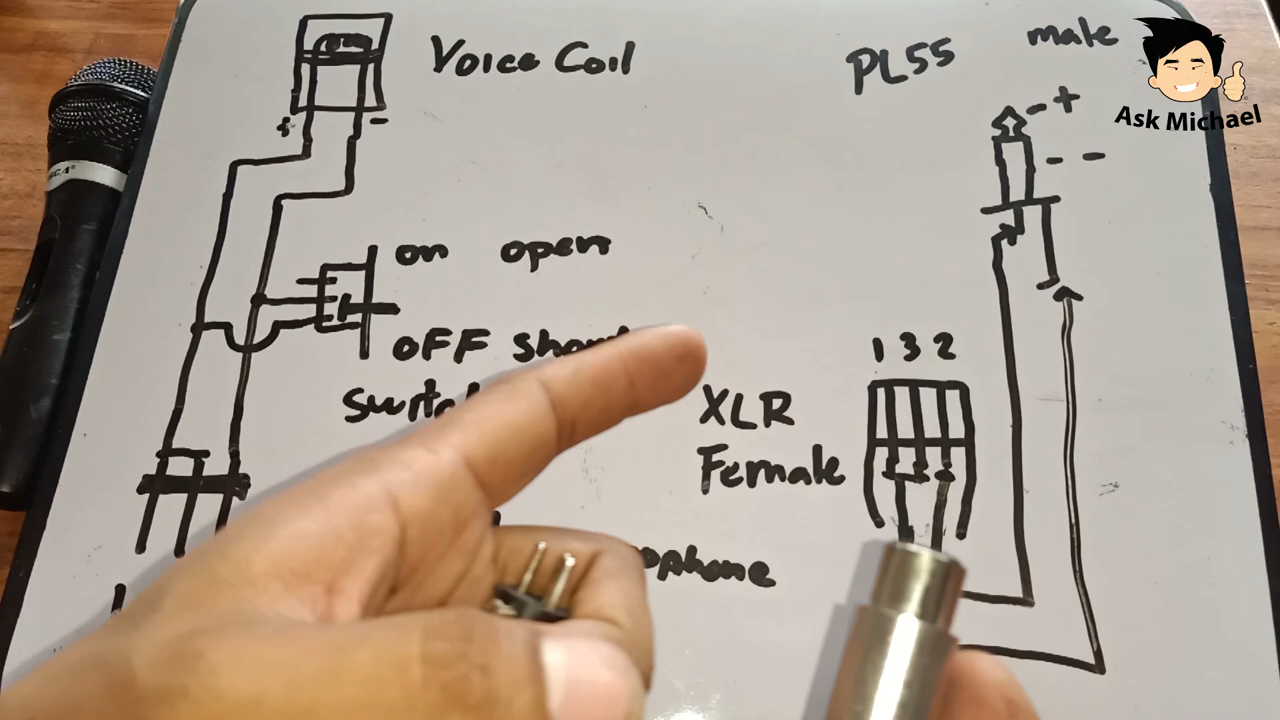 Voice Coil
PL55
male
Ask Michael
+ -
- +
- -
on open
OFF
1 3 2
XLR
Female